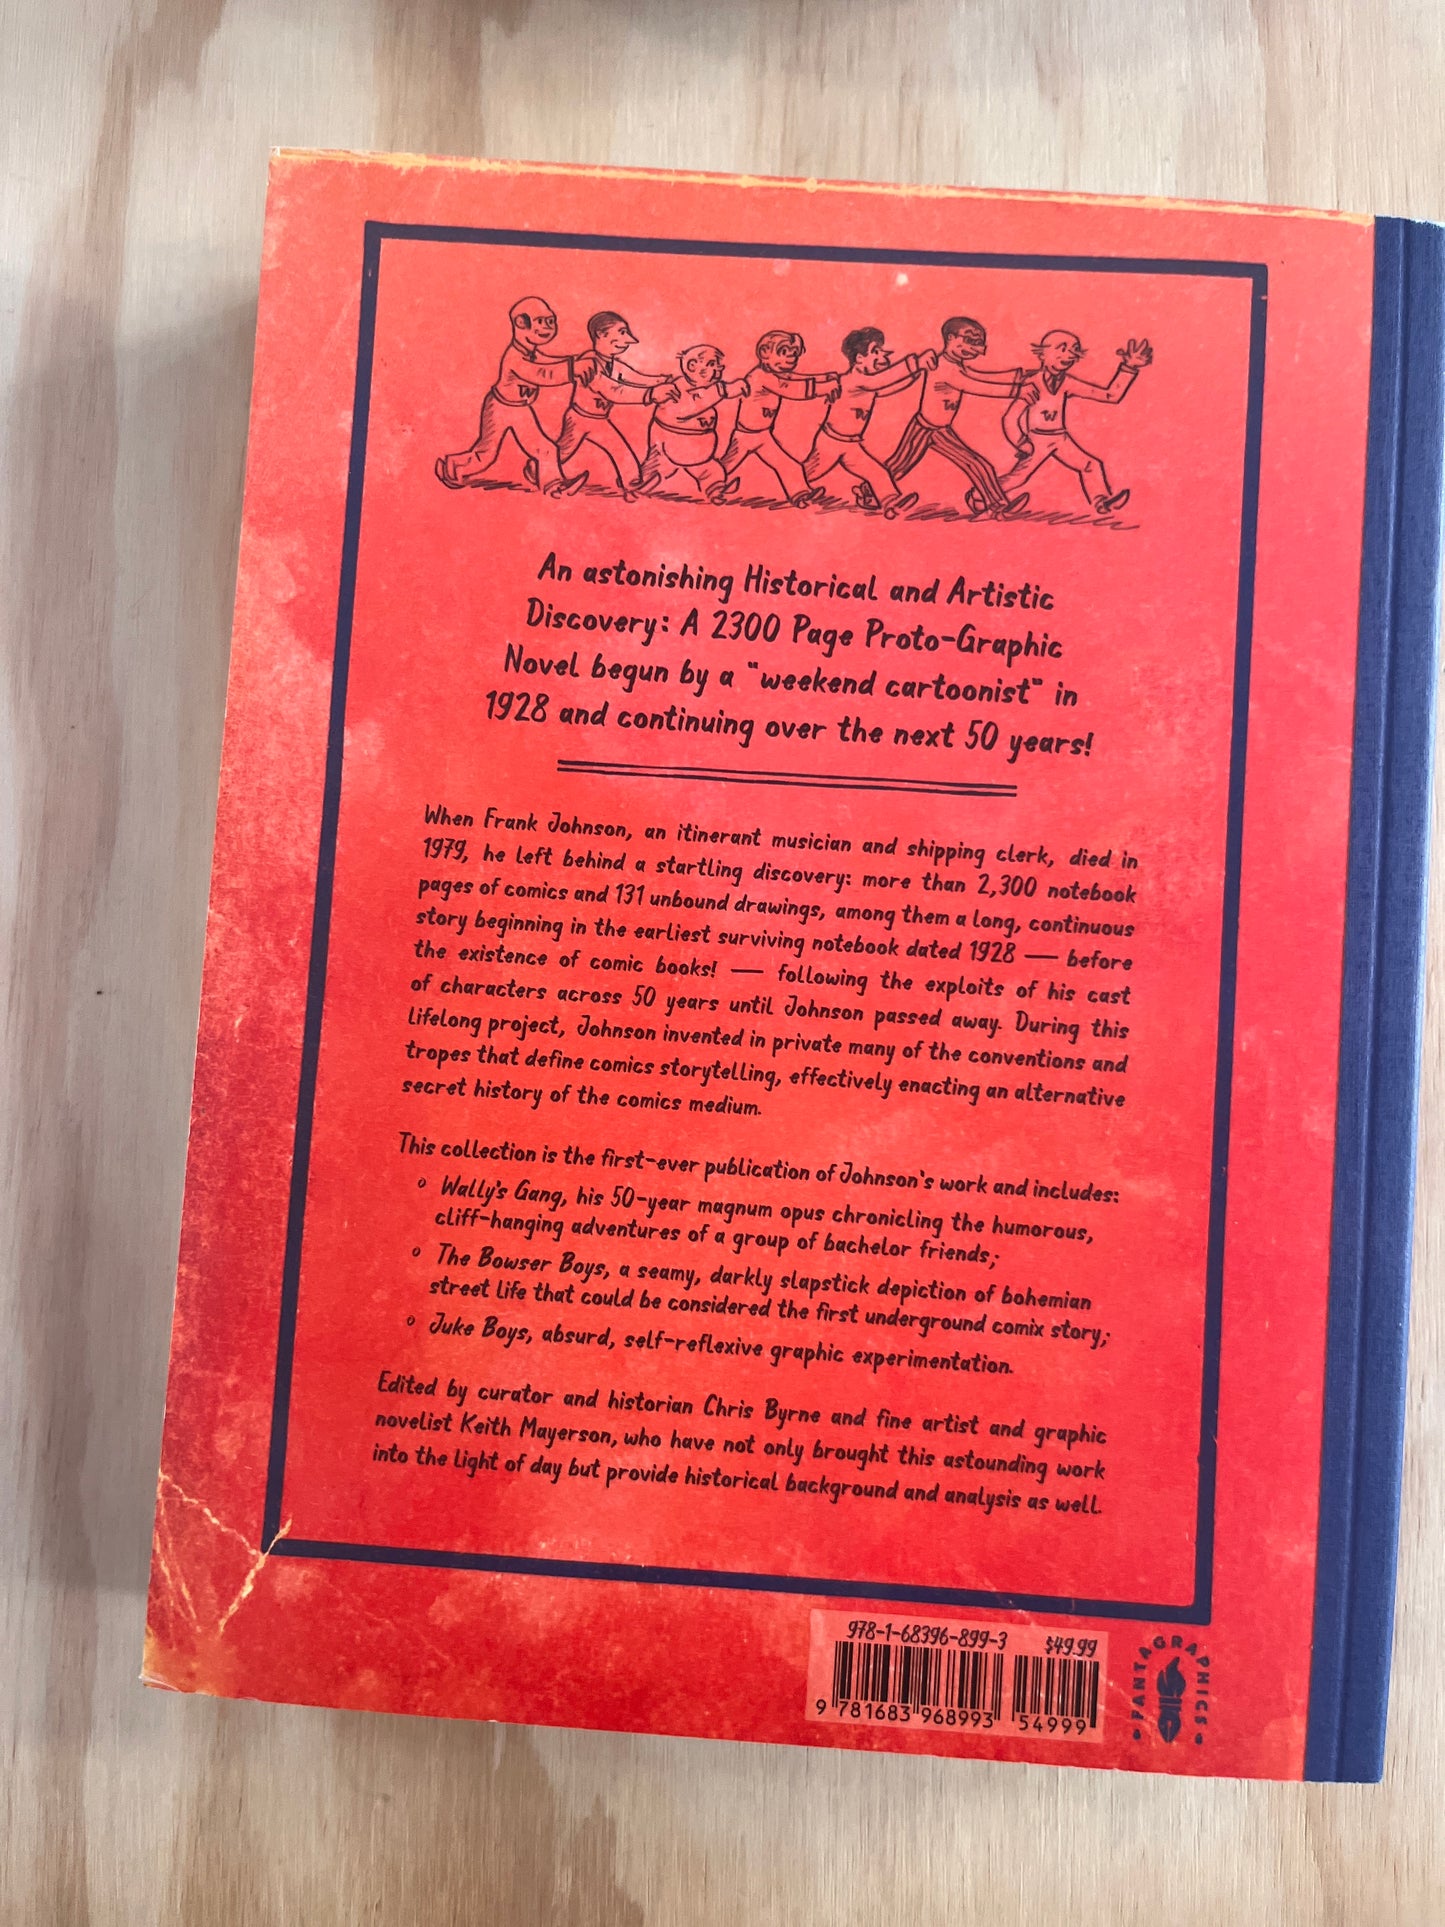 W
W
W
W
W
W
W
An astonishing Historical and Artistic
Discovery: A 2300 Page Proto-Graphic
Novel begun by a "weekend cartoonist" in
1928 and continuing over the next 50 years!
When Frank Johnson, an itinerant musician and shipping clerk, died in
1979, he left behind a startling discovery: more than 2,300 notebook
pages of comics and 131 unbound drawings, among them a long, continuous
story beginning in the earliest surviving notebook dated 1928 — before
the existence of comic books! — following the exploits of his cast
of characters across 50 years until Johnson passed away. During this
lifelong project, Johnson invented in private many of the conventions and
tropes that define comics storytelling, effectively enacting an alternative
secret history of the comics medium.
This collection is the first-ever publication of Johnson's work and includes:
° Wally's Gang, his 50-year magnum opus chronicling the humorous,
cliff-hanging adventures of a group of bachelor friends;
° The Bowser Boys, a seamy, darkly slapstick depiction of bohemian
street life that could be considered the first underground comix story;
° Juke Boys, absurd, self-reflexive graphic experimentation.
Edited by curator and historian Chris Byrne and fine artist and graphic
novelist Keith Mayerson, who have not only brought this astounding work
into the light of day but provide historical background and analysis as well.
978-1-68396-899-3 $49.99
9 781683 968993 54999
FANTAGRAPHICS